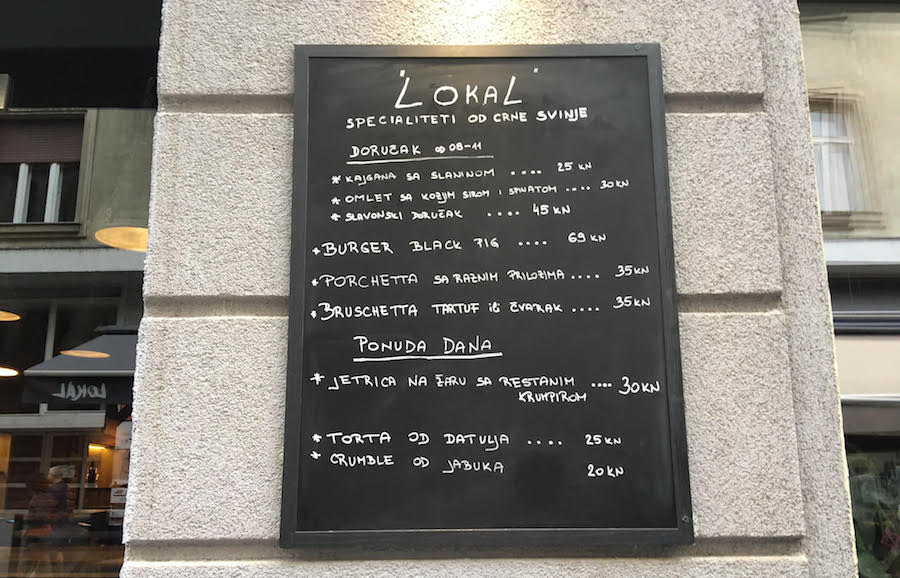 "LOKAL"
SPECIALITETI OD CRNE SVINJE
DORUČAK OD 08-11
* KAJGANA SA SLANINOM .... 25 KN
* OMLET SA KOZJIM SIROM I ŠPINATOM .... 30 KN
* SLAVONSKI DORUČAK .... 45 KN
* BURGER BLACK PIG .... 69 KN
* PORCHETTA SA RAZNIM PRILOZIMA .... 35 KN
* BRUSCHETTA TARTUF ili ČVARAK .... 35 KN
PONUDA DANA
* JETRICA NA ŽARU SA RESTANIM .... 30 KN
KRUMPIROM
* TORTA OD DATULJA .... 25 KN
* CRUMBLE OD JABUKA 20 KN
LOKAL